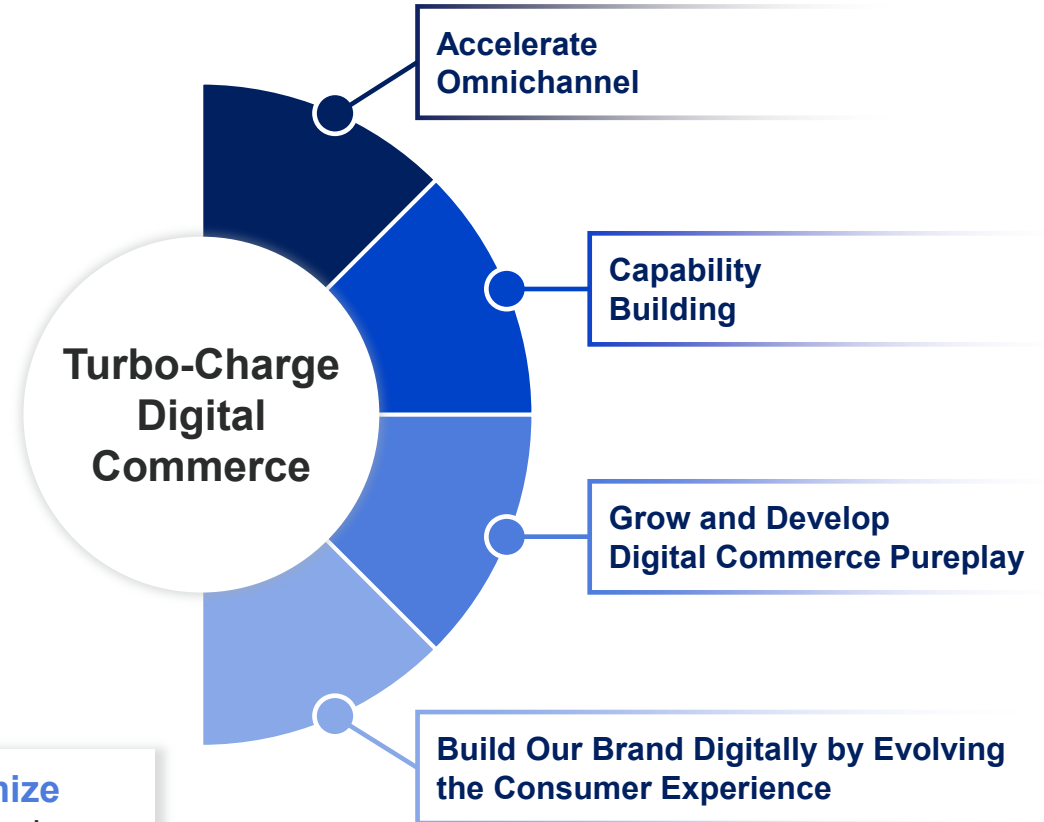 Accelerate
Omnichannel
Capability
Building
Turbo-Charge
Digital
Commerce
Grow and Develop
Digital Commerce Pureplay
Build Our Brand Digitally by Evolving
the Consumer Experience